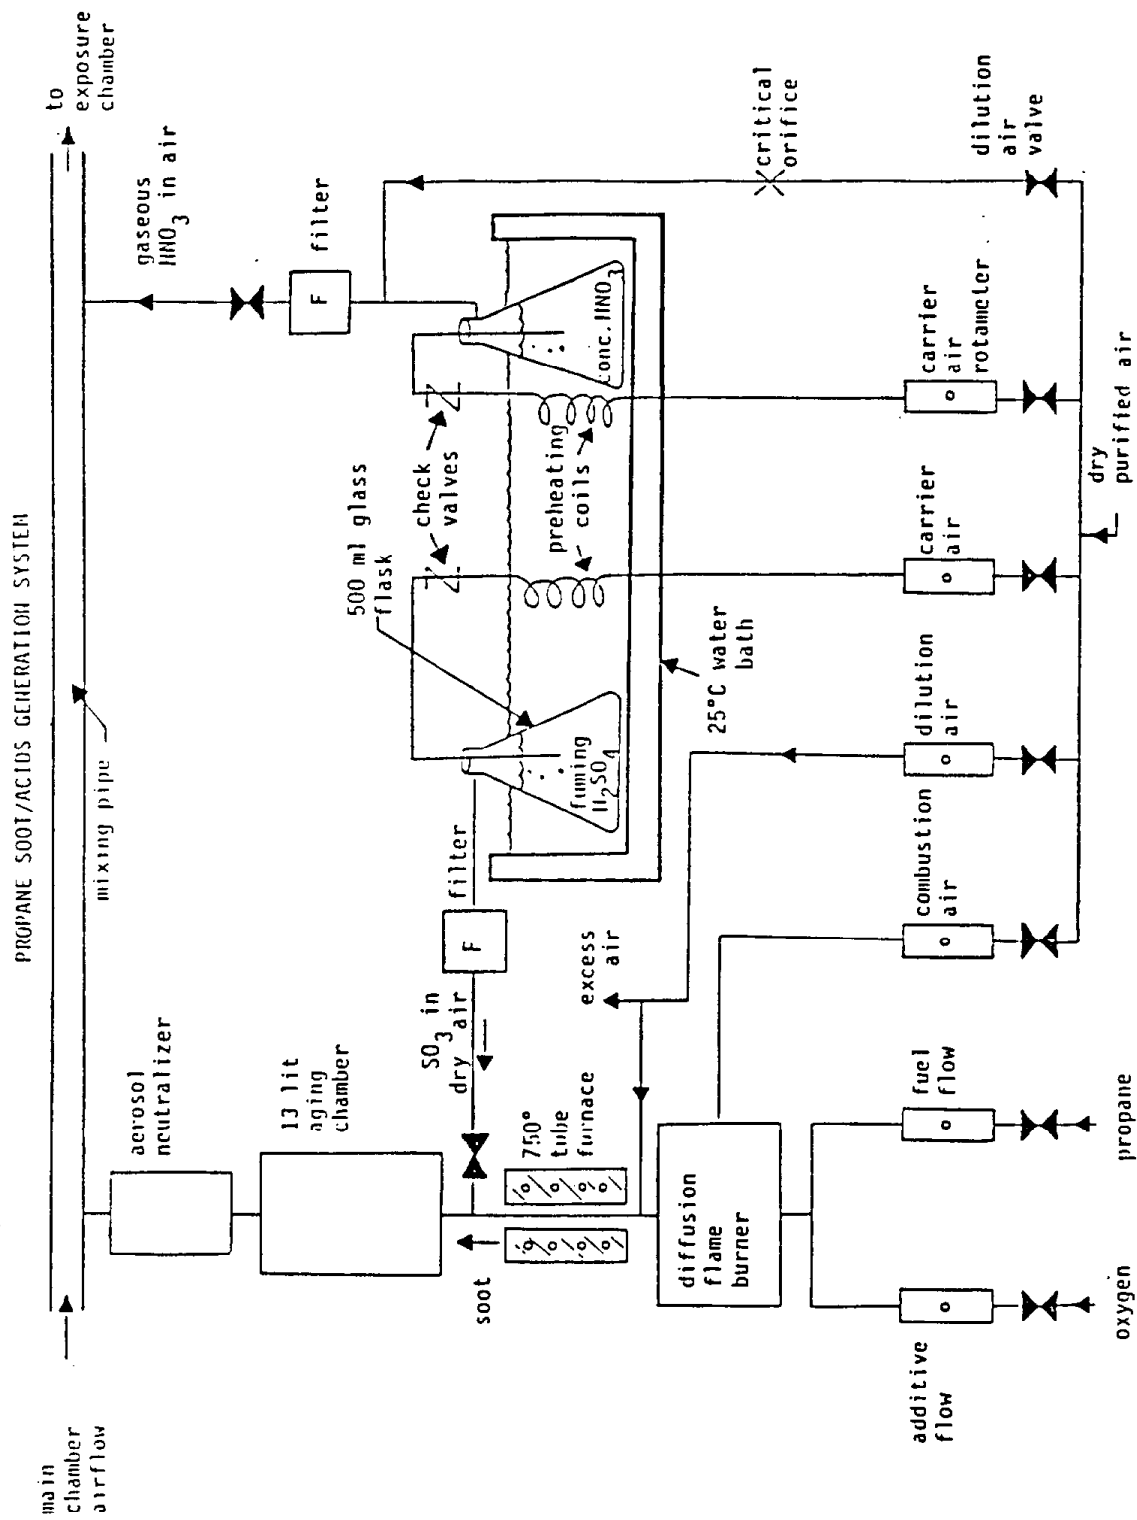 PROPANE SOOT/ACIDS GENERATION SYSTEM
main
chamber
airflow
mixing pipe
to
exposure
chamber
aerosol
neutralizer
13 lit
aging
chamber
gaseous
HNO3 in air
filter
F
SO3 in
dry air
filter
F
500 ml glass
flask
check
valves
soot
750°
tube
furnace
excess
air
fuming
H2SO4
preheating
coils
conc. HNO3
25°C water
bath
critical
orifice
diffusion
flame
burner
additive
flow
fuel
flow
combustion
air
dilution
air
carrier
air
carrier
air
rotameter
dilution
air
valve
oxygen
propane
dry
purified air